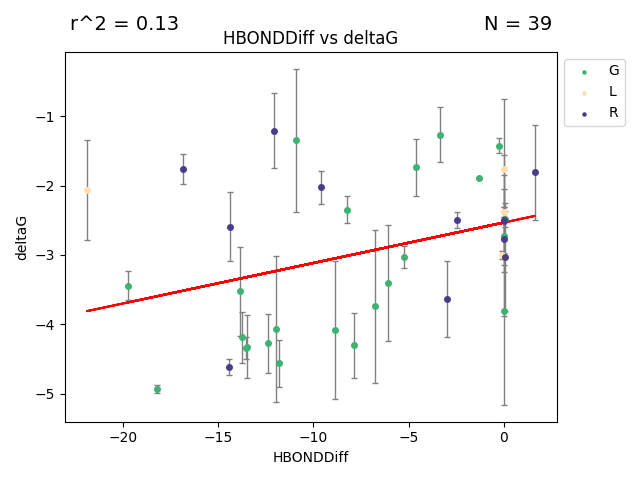 r^2 = 0.13
N = 39
HBONDDiff vs deltaG
G
L
R
−1
−2
−3
−4
−5
deltaG
−20 −15 −10 −5 0
HBONDDiff